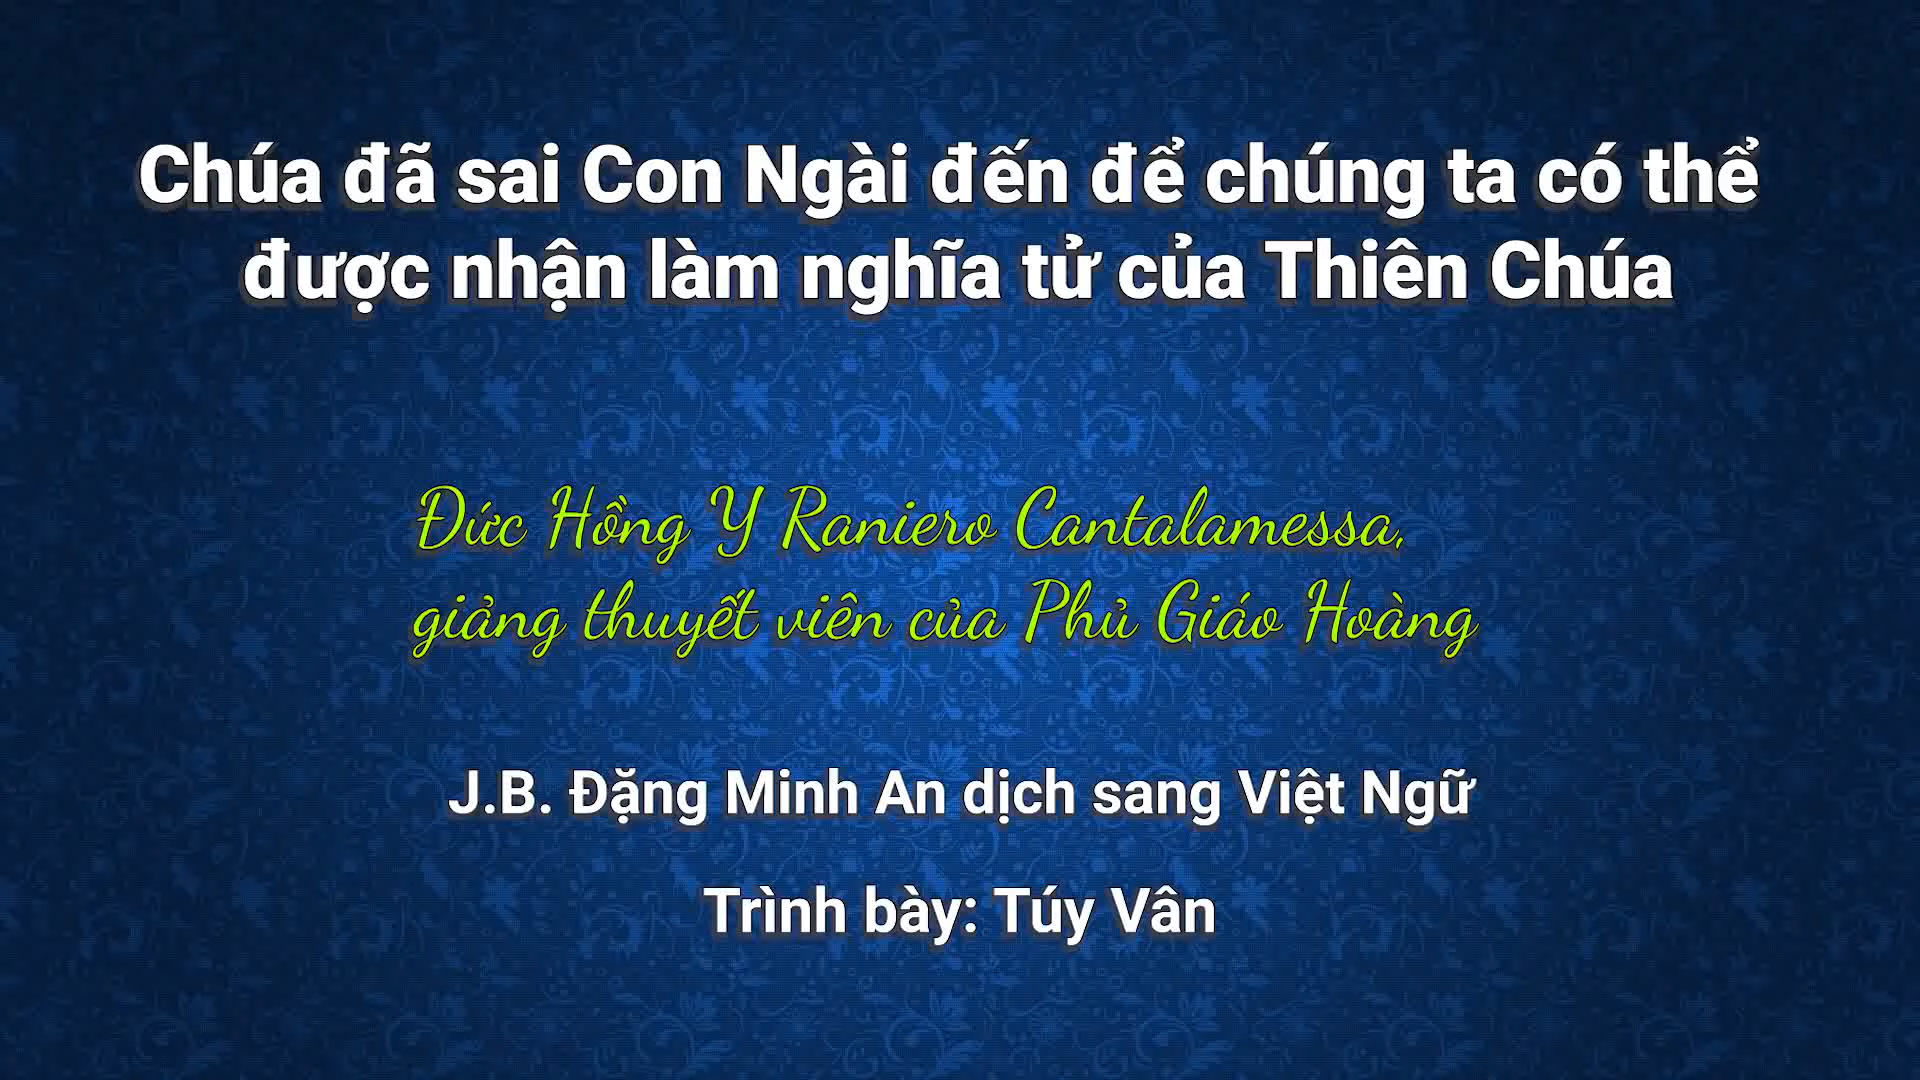 Chúa đã sai Con Ngài đến để chúng ta có thể
được nhận làm nghĩa tử của Thiên Chúa
Đức Hồng Y Raniero Cantalamessa,
giảng thuyết viên của Phủ Giáo Hoàng
J.B. Đặng Minh An dịch sang Việt Ngữ
Trình bày: Túy Vân